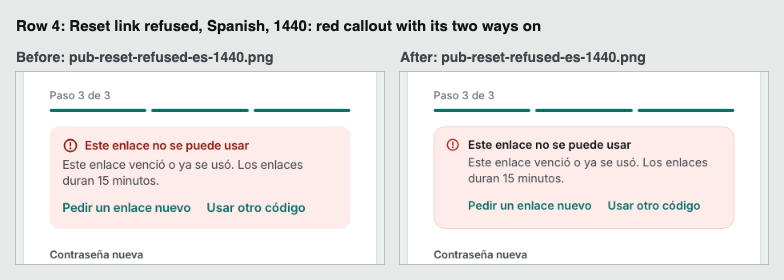 Row 4: Reset link refused, Spanish, 1440: red callout with its two ways on
Before: pub-reset-refused-es-1440.png
Paso 3 de 3
Este enlace no se puede usar
Este enlace venció o ya se usó. Los enlaces
duran 15 minutos.
Pedir un enlace nuevo Usar otro código
Contraseña nueva
After: pub-reset-refused-es-1440.png
Paso 3 de 3
Este enlace no se puede usar
Este enlace venció o ya se usó. Los enlaces
duran 15 minutos.
Pedir un enlace nuevo Usar otro código
Contraseña nueva